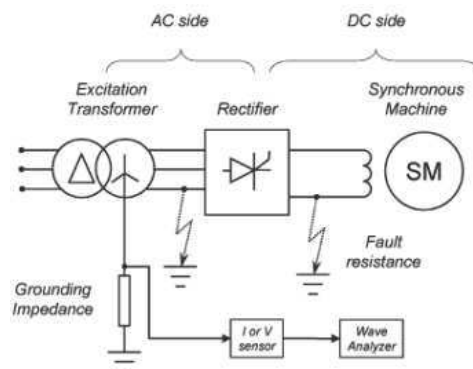 AC side
DC side
Excitation
Transformer
Rectifier
Synchronous
Machine
SM
Fault
resistance
Grounding
Impedance
I or V
sensor
Wave
Analyzer